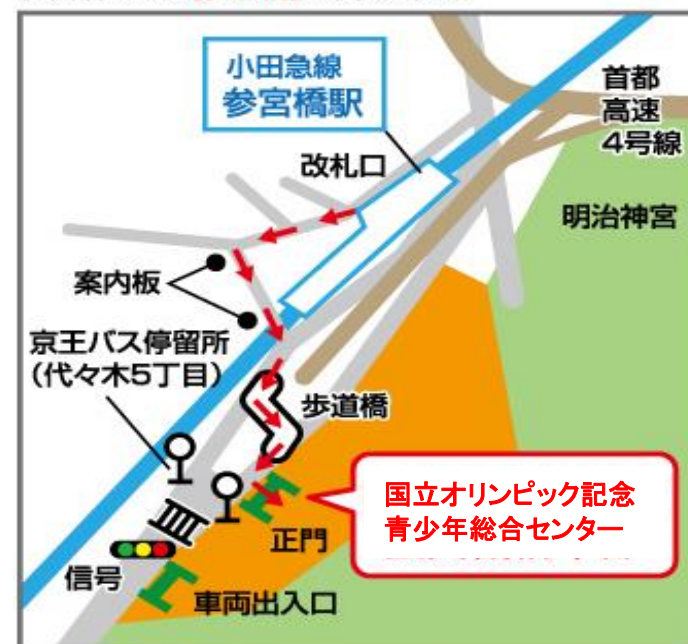 小田急線
参宮橋駅
改札口
首都
高速
4号線
明治神宮
案内板
京王バス停留所
（代々木5丁目）
歩道橋
国立オリンピック記念
青少年総合センター
正門
信号
車両出入口